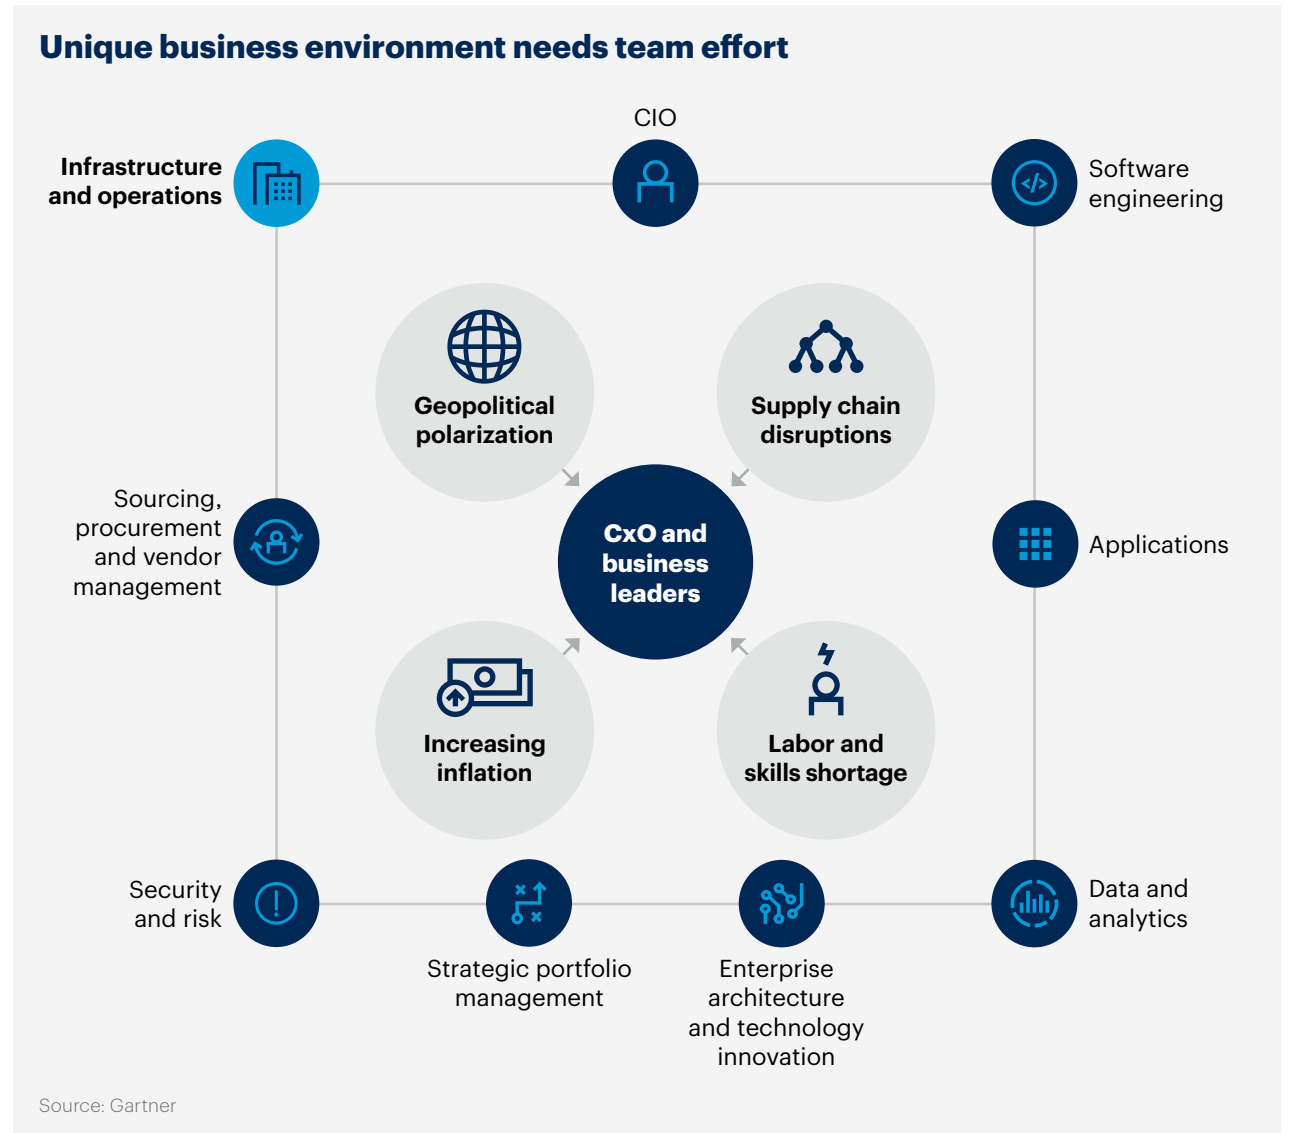 Unique business environment needs team effort
CIO
Infrastructure
and operations
</>
Software
engineering
Geopolitical
polarization
Supply chain
disruptions
Sourcing,
procurement
and vendor
management
CxO and
business
leaders
Applications
Increasing
inflation
Labor and
skills shortage
Security
and risk
Data and
analytics
Strategic portfolio
management
Enterprise
architecture
and technology
innovation
Source: Gartner